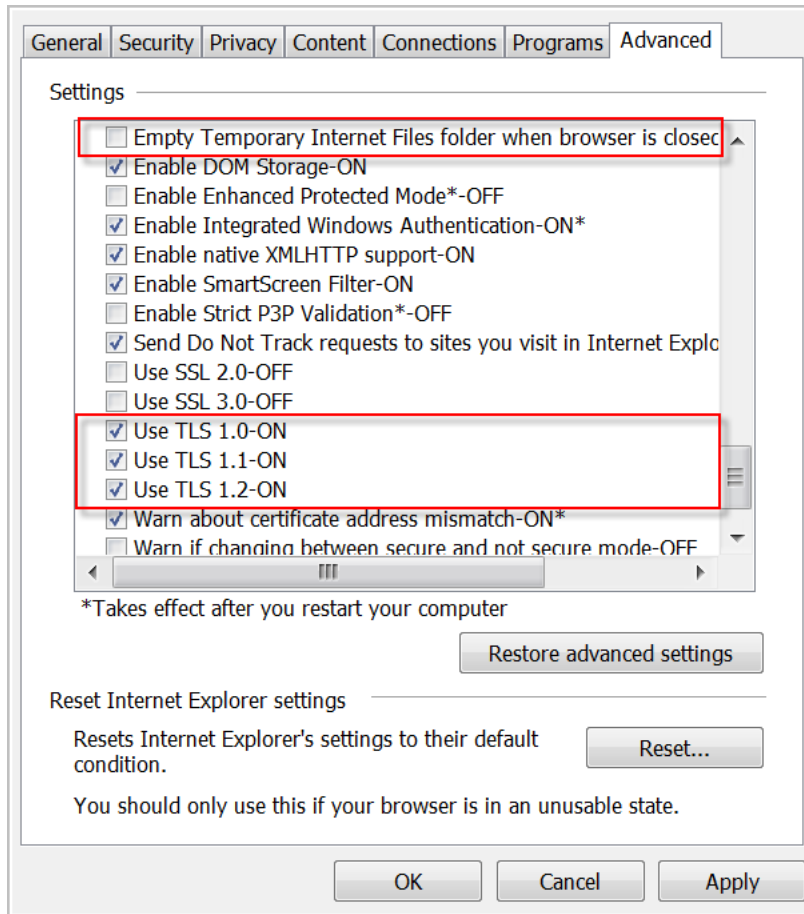 General Security Privacy Content Connections Programs Advanced
Settings
Empty Temporary Internet Files folder when browser is closed
Enable DOM Storage-ON
Enable Enhanced Protected Mode*-OFF
Enable Integrated Windows Authentication-ON*
Enable native XMLHTTP support-ON
Enable SmartScreen Filter-ON
Enable Strict P3P Validation*-OFF
Send Do Not Track requests to sites you visit in Internet Explo
Use SSL 2.0-OFF
Use SSL 3.0-OFF
Use TLS 1.0-ON
Use TLS 1.1-ON
Use TLS 1.2-ON
Warn about certificate address mismatch-ON*
Warn if changing between secure and not secure mode-OFF
*Takes effect after you restart your computer
Restore advanced settings
Reset Internet Explorer settings
Resets Internet Explorer's settings to their default
condition.
Reset...
You should only use this if your browser is in an unusable state.
OK Cancel Apply